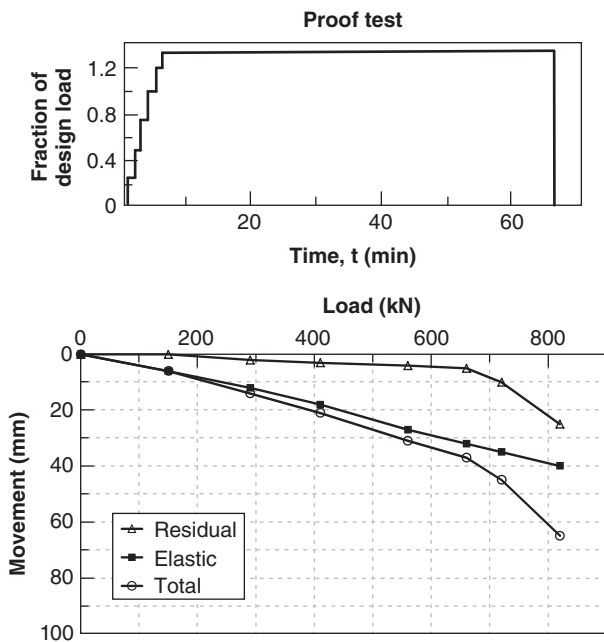 Proof test
Fraction of
design load
1.2
0.8
0.4
0
20
40
60
Time, t (min)
Load (kN)
0
200
400
600
800
0
20
40
60
80
100
Movement (mm)
Residual
Elastic
Total